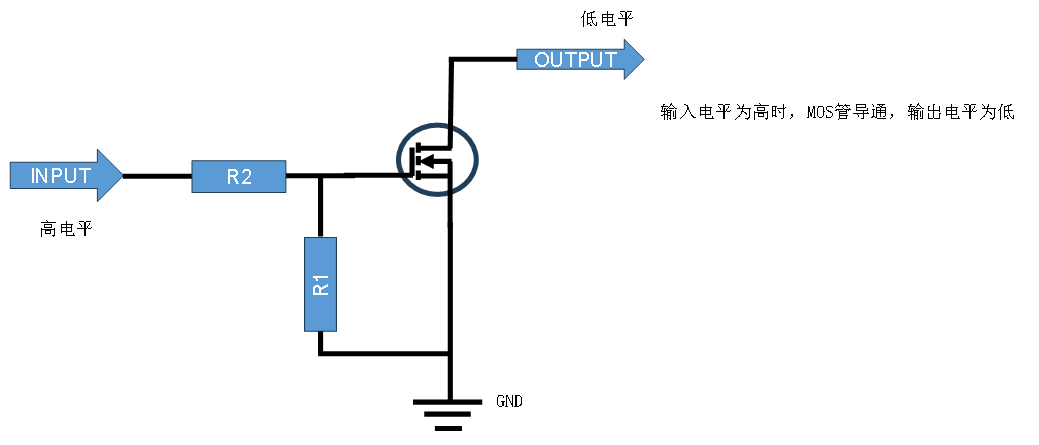 低电平
OUTPUT
输入电平为高时，MOS管导通，输出电平为低
INPUT
R2
高电平
R1
GND